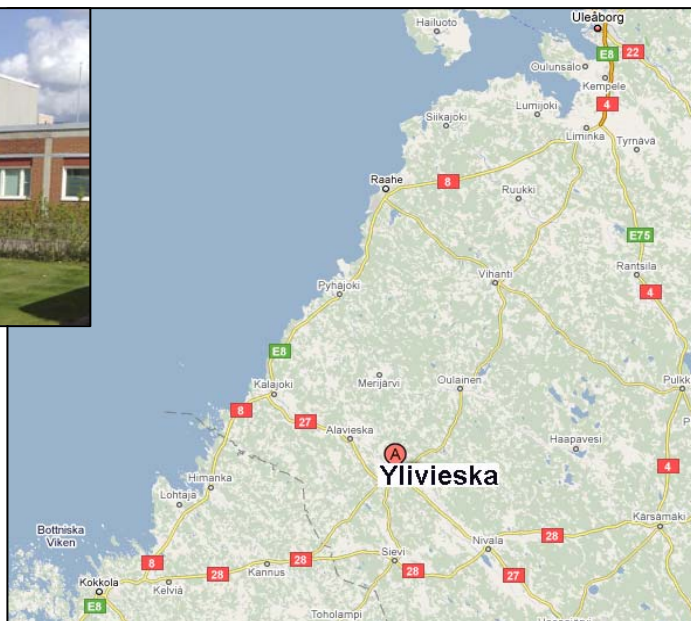 Hailuoto
Uleåborg
E8
22
Oulunsalo
Kempele
4
Siikajoki
Lumijoki
Liminka
Tyrnävä
Raahe
8
Ruukki
E75
Vihanti
Rantsila
Pyhäjoki
4
E8
Kalajoki
Merijärvi
Oulainen
Pulkk
P
8
27
Alavieska
A
Haapavesi
Ylivieska
4
Himanka
Lohtaja
Bottniska
Viken
Kärsämäki
28
Nivala
8
28
Sievi
Kannus
28
28
27
Kokkola
Kelviä
E8
Toholampi